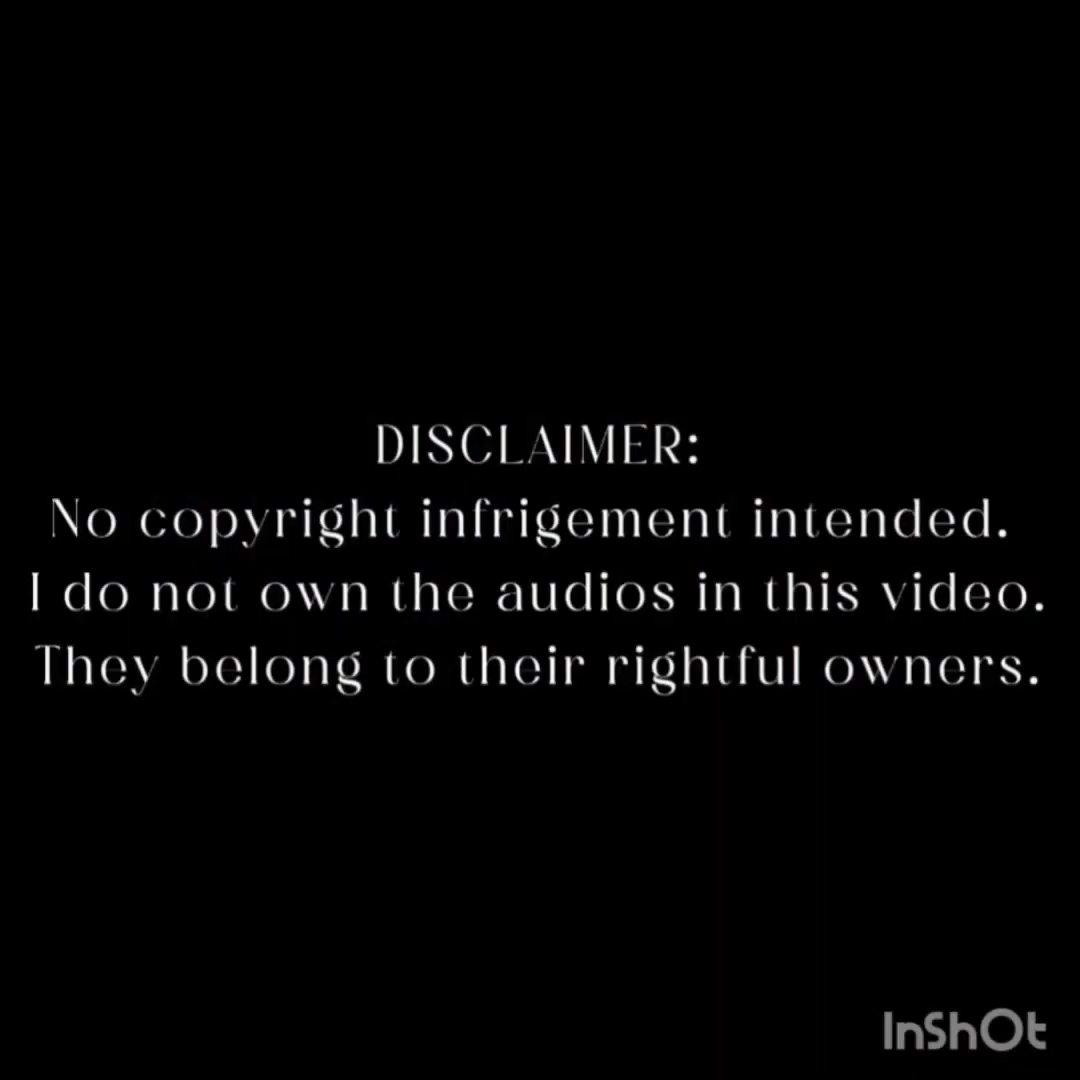 DISCLAIMER:
No copyright infrigement intended.
I do not own the audios in this video.
They belong to their rightful owners.
InShOt